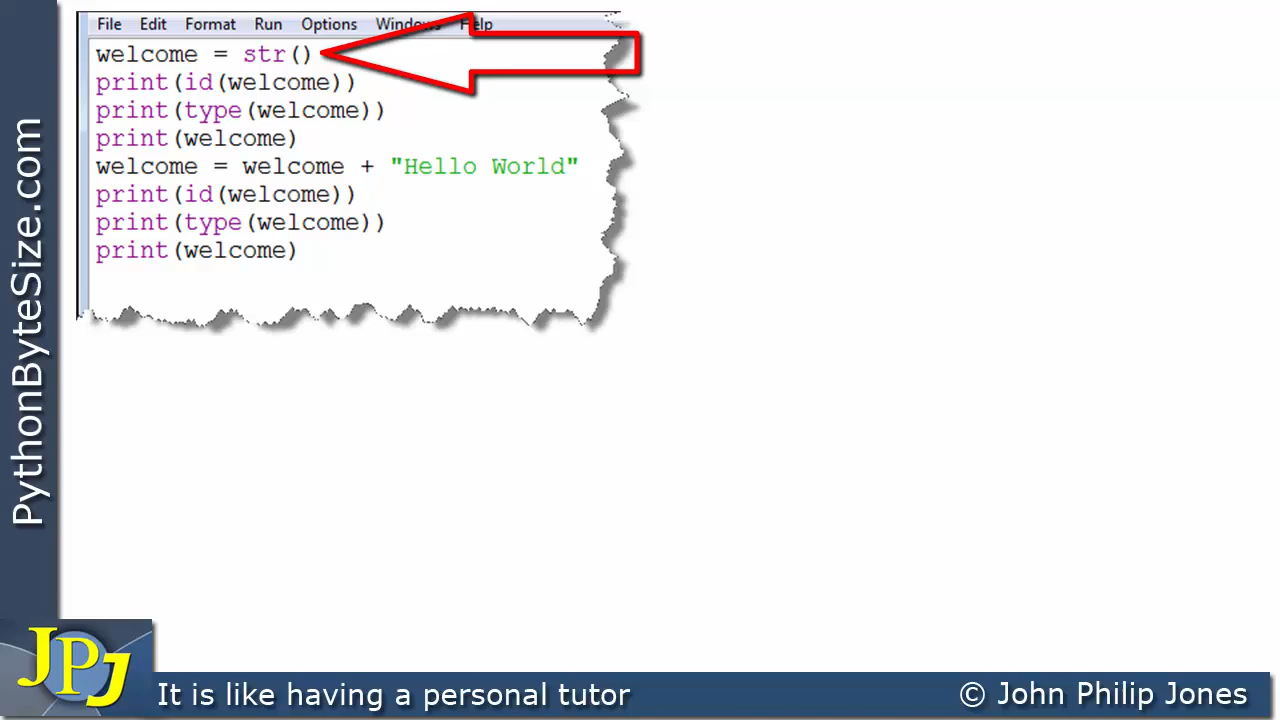 File Edit Format Run Options Windows Help
welcome = str()
print(id(welcome))
print(type(welcome))
print(welcome)
welcome = welcome + "Hello World"
print(id(welcome))
print(type(welcome))
print(welcome)
PythonByteSize.com
JPJ
It is like having a personal tutor
© John Philip Jones